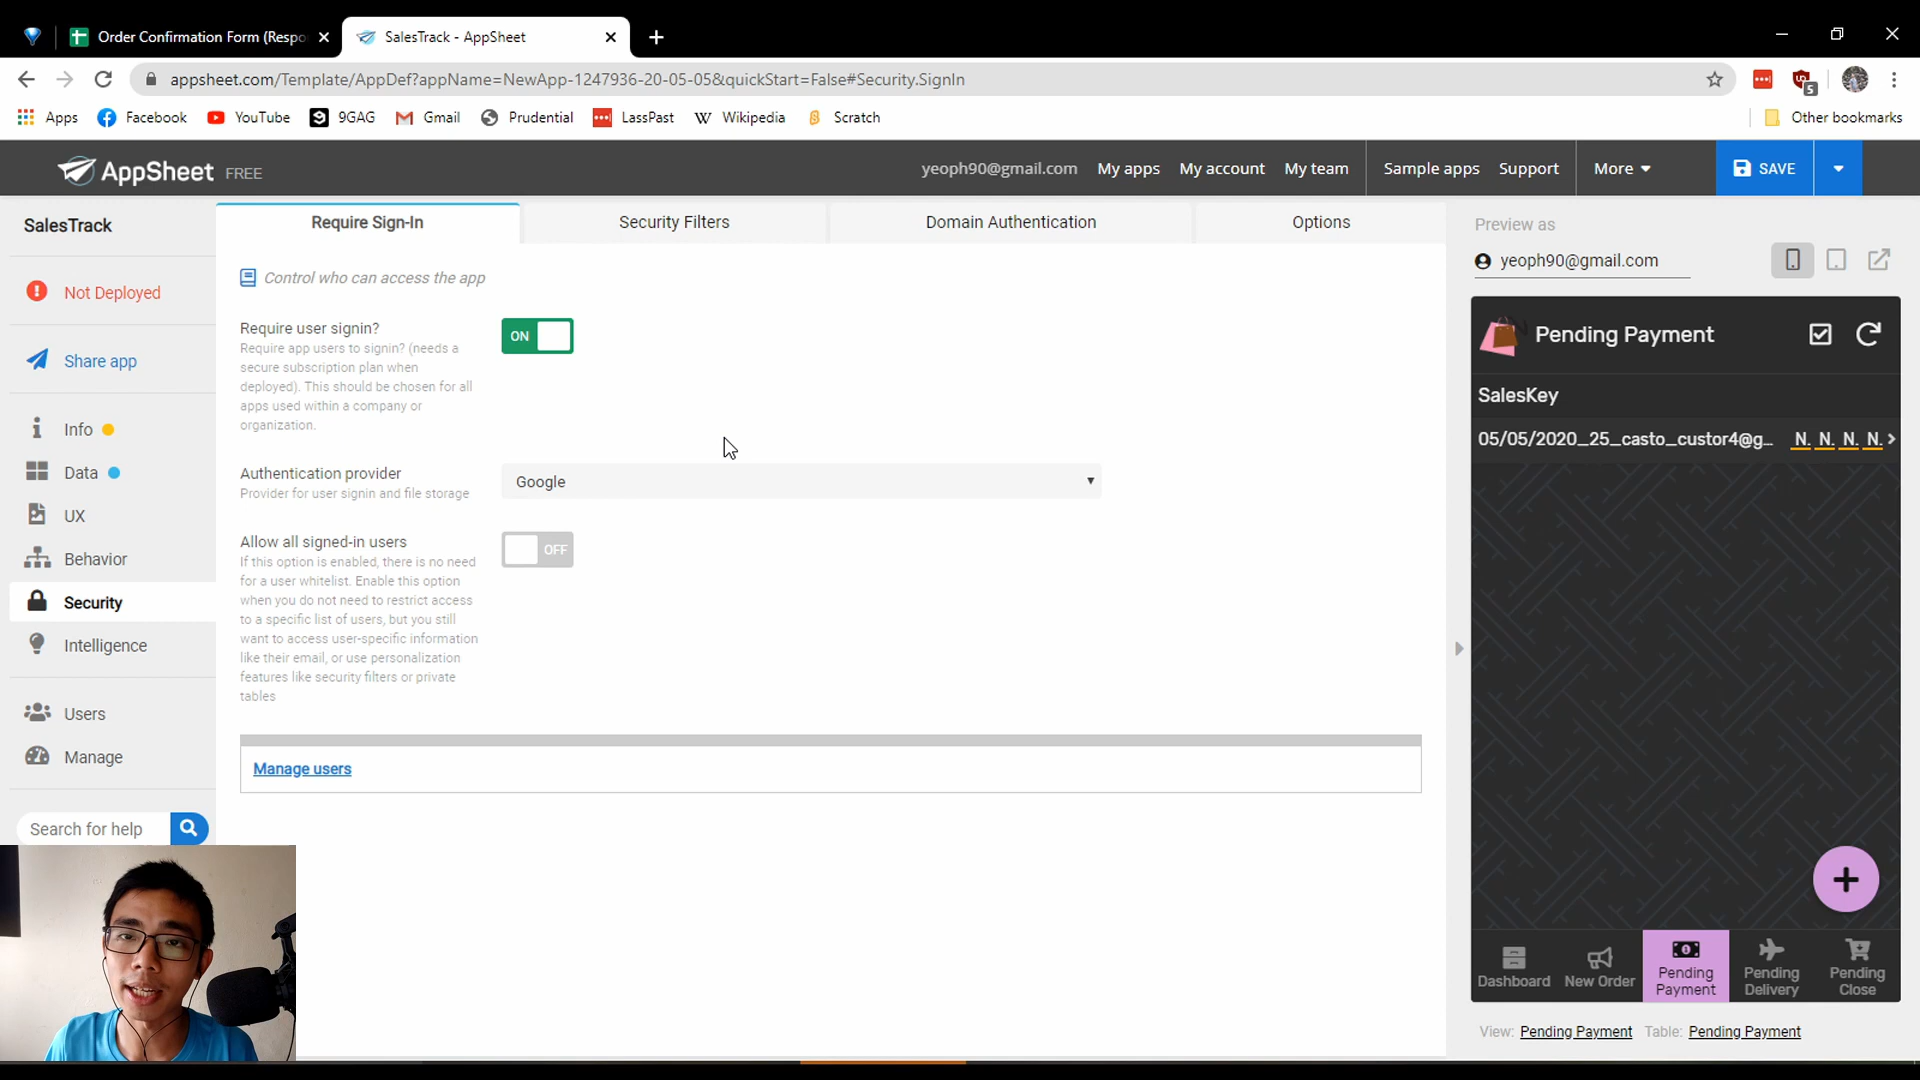 Order Confirmation Form (Respo
SalesTrack - AppSheet
appsheet.com/Template/AppDef?appName=NewApp-1247936-20-05-05&quickStart=False#Security.SignIn
5
Apps
Facebook
YouTube
9GAG
Gmail
Prudential
LassPast
Wikipedia
Scratch
Other bookmarks
AppSheet FREE
yeoph90@gmail.com
My apps
My account
My team
Sample apps
Support
More
SAVE
SalesTrack
Not Deployed
Share app
Info
Data
UX
Behavior
Security
Intelligence
Users
Manage
Search for help
Require Sign-In
Security Filters
Domain Authentication
Options
Control who can access the app
Require user signin?
Require app users to signin? (needs a
secure subscription plan when
deployed). This should be chosen for all
apps used within a company or
organization.
ON
Authentication provider
Provider for user signin and file storage
Google
Allow all signed-in users
If this option is enabled, there is no need
for a user whitelist. Enable this option
when you do not need to restrict access
to a specific list of users, but you still
want to access user-specific information
like their email, or use personalization
features like security filters or private
tables
OFF
Manage users
Preview as
yeoph90@gmail.com
Pending Payment
SalesKey
05/05/2020_25_casto_custor4@g... N. N. N. N.
Dashboard
New Order
Pending
Payment
Pending
Delivery
Pending
Close
View: Pending Payment Table: Pending Payment